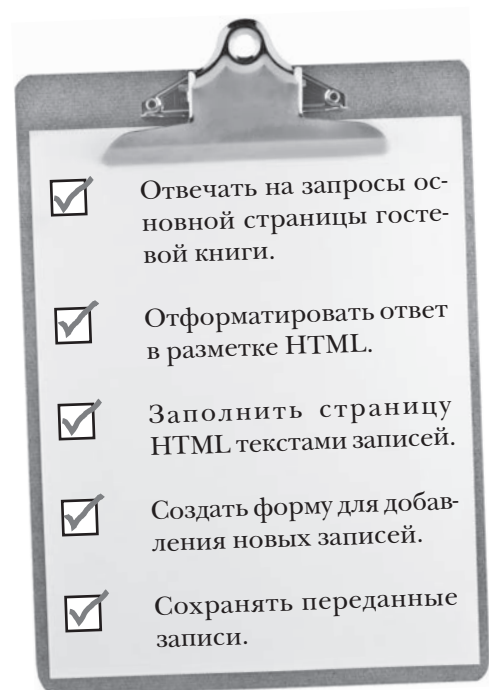 Отвечать на запросы ос-
новной страницы госте-
вой книги.
Отформатировать ответ
в разметке HTML.
Заполнить страницу
HTML текстами записей.
Создать форму для добав-
ления новых записей.
Сохранять переданные
записи.